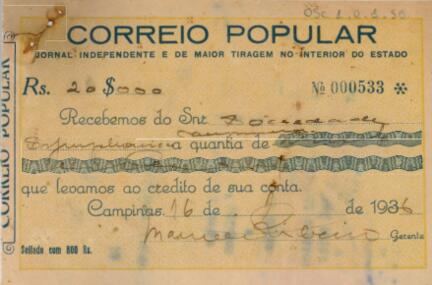 CORREIO POPULAR
JORNAL INDEPENDENTE E DE MAIOR TIRAGEM NO INTERIOR DO ESTADO
Rs. 20$000
Nº 000533
Recebemos do Snr. Sociedade
a quantia de
que levamos ao credito de sua conta.
Campinas, 16 de de 1936
Ribeiro Gerente
Sellado com 800 Rs.
CORREIO POPULAR